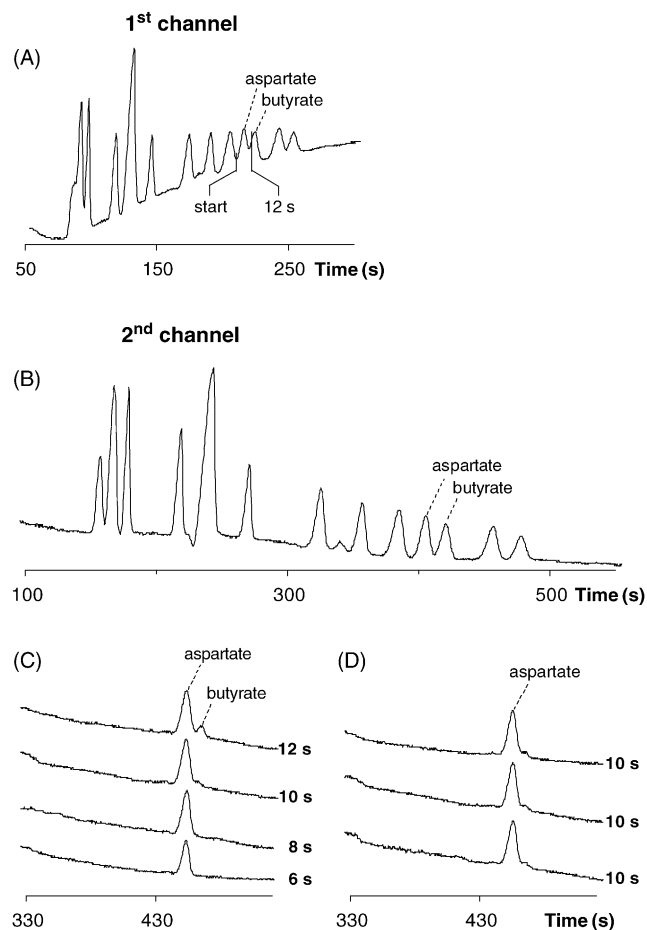 1st channel
(A)
aspartate
butyrate
start
12 s
50 150 250 Time (s)
2nd channel
(B)
aspartate
butyrate
100 300 500 Time (s)
(C)
aspartate
butyrate
12 s
10 s
8 s
6 s
330 430
(D)
aspartate
10 s
10 s
10 s
330 430 Time (s)